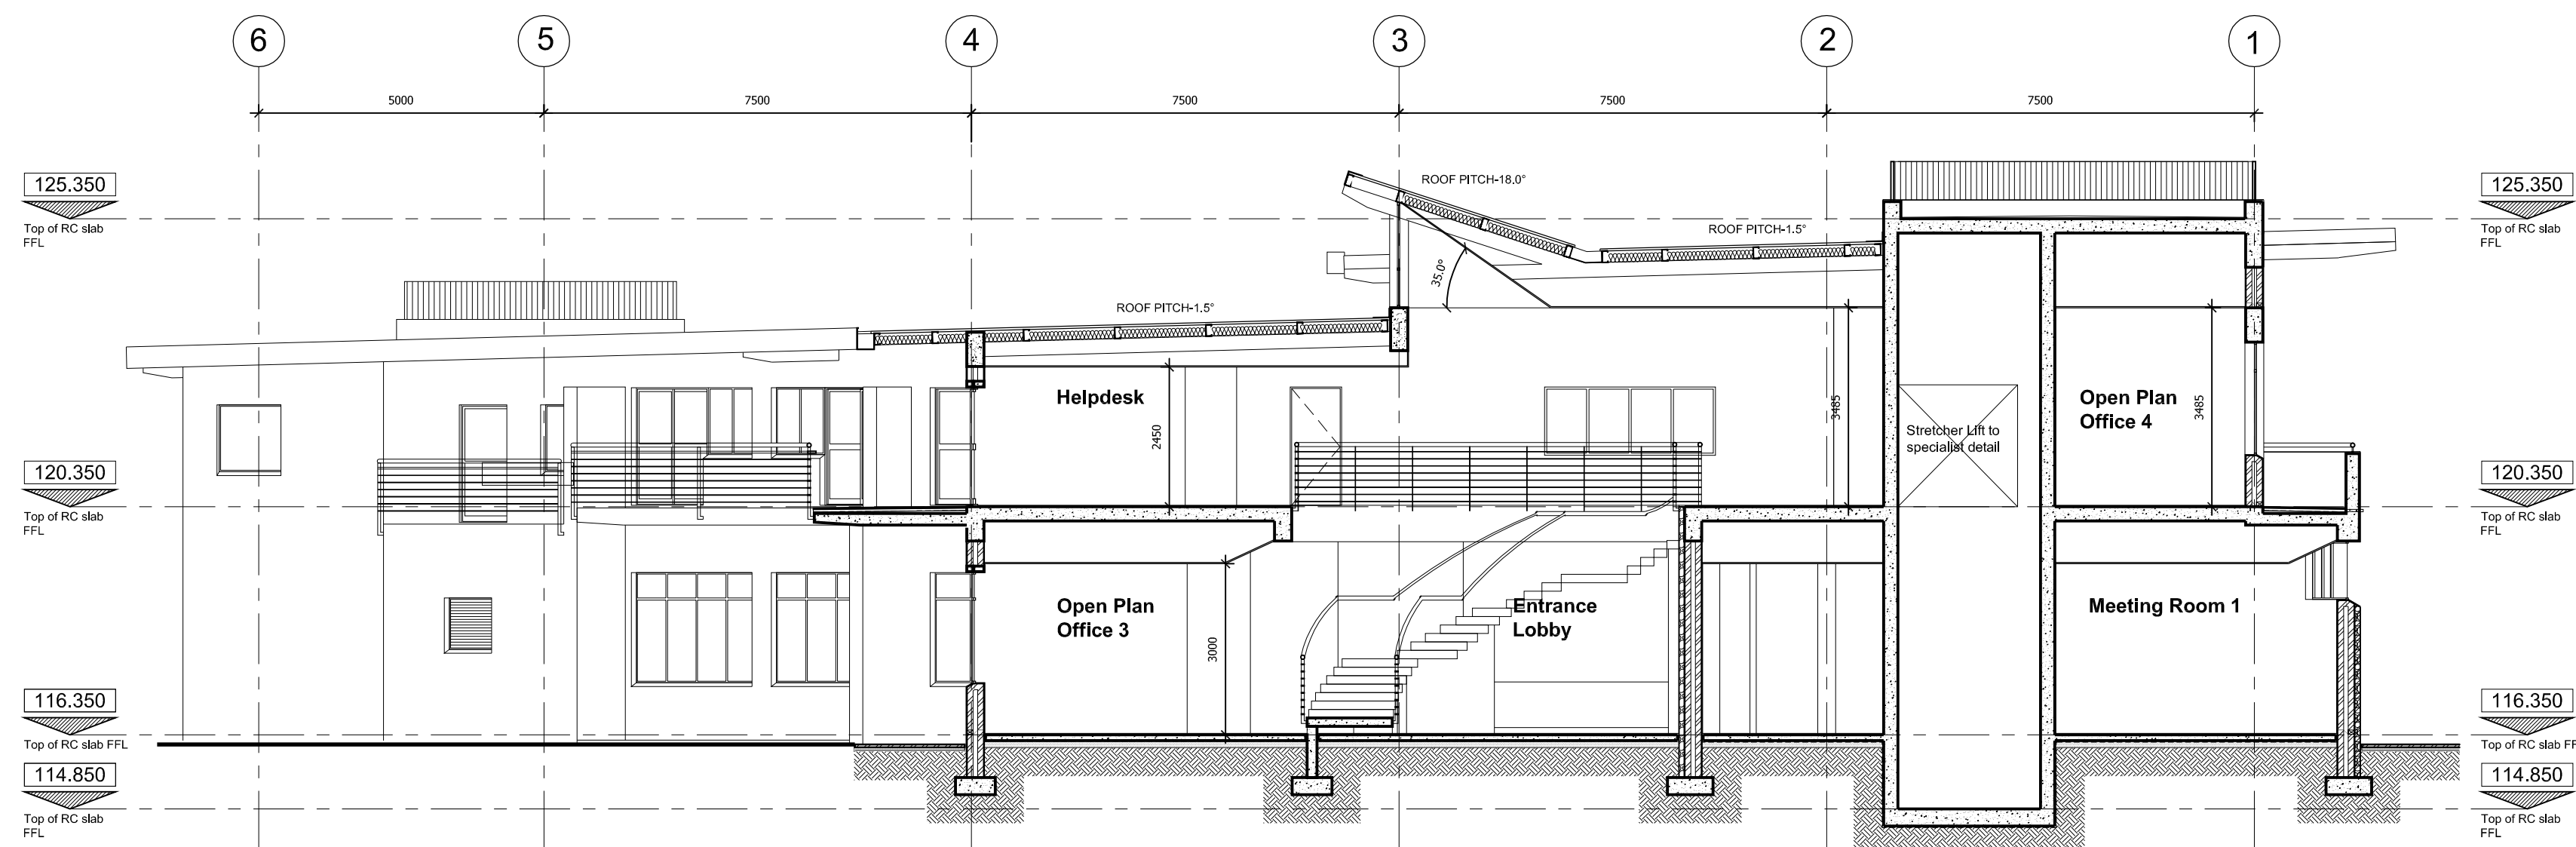 6 5 4 3 2 1
5000 7500 7500 7500 7500
125.350
Top of RC slab
FFL
ROOF PITCH-18.0°
ROOF PITCH-1.5°
35.0°
ROOF PITCH-1.5°
125.350
Top of RC slab
FFL
Helpdesk
2450
3485
Stretcher Lift to
specialist detail
Open Plan
Office 4
3485
120.350
Top of RC slab
FFL
120.350
Top of RC slab
FFL
Open Plan
Office 3
3000
Entrance
Lobby
Meeting Room 1
116.350
Top of RC slab FFL
116.350
Top of RC slab FF
114.850
Top of RC slab
FFL
114.850
Top of RC slab
FFL